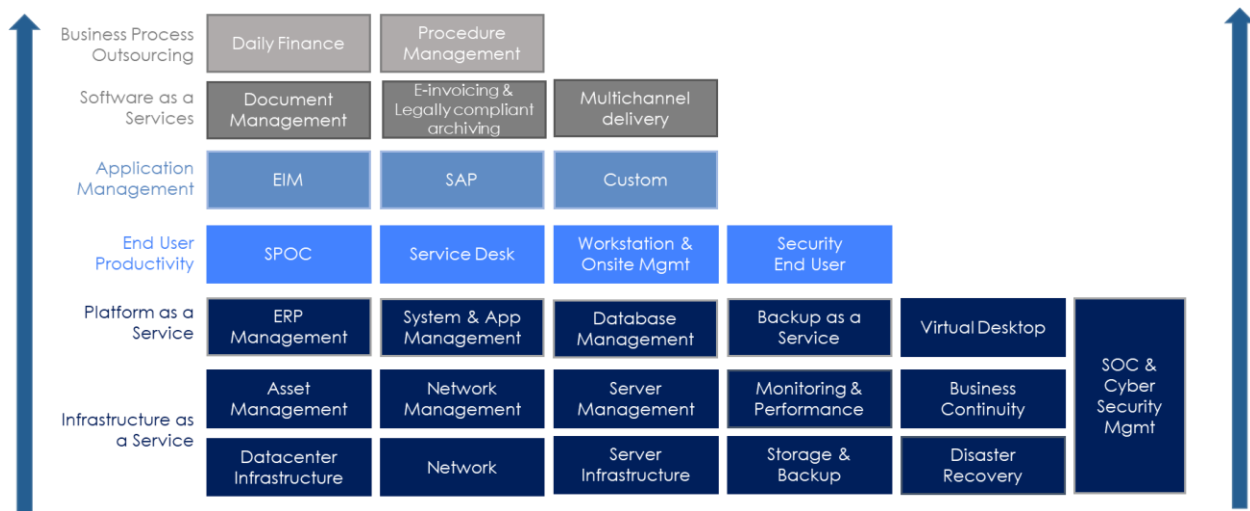 Business Process
Outsourcing
Daily Finance
Procedure
Management
Software as a
Services
Document
Management
E-invoicing &
Legally compliant
archiving
Multichannel
delivery
Application
Management
EIM
SAP
Custom
End User
Productivity
SPOC
Service Desk
Workstation &
Onsite Mgmt
Security
End User
Platform as a
Service
ERP
Management
System & App
Management
Database
Management
Backup as a
Service
Virtual Desktop
SOC &
Cyber
Security
Mgmt
Infrastructure as
a Service
Asset
Management
Network
Management
Server
Management
Monitoring &
Performance
Business
Continuity
Datacenter
Infrastructure
Network
Server
Infrastructure
Storage &
Backup
Disaster
Recovery